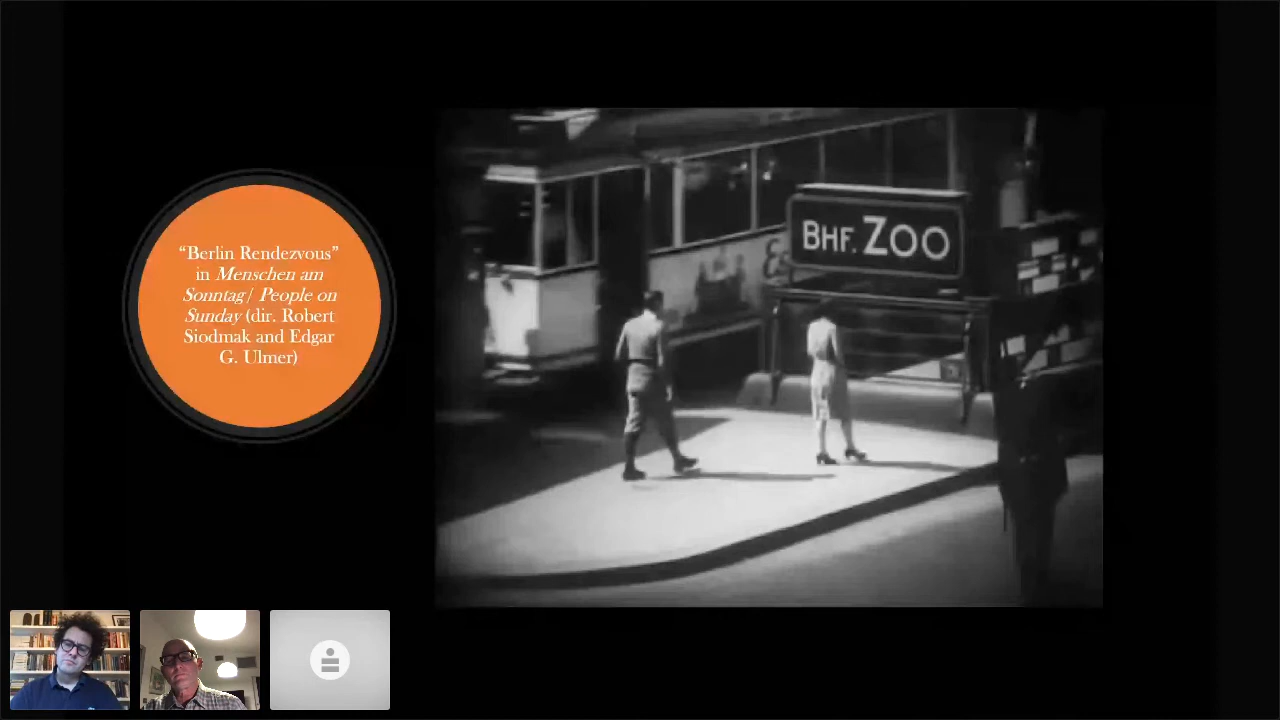 “Berlin Rendezvous”
in Menschen am
Sonntag/ People on
Sunday (dir. Robert
Siodmak and Edgar
G. Ulmer)
BHF. ZOO